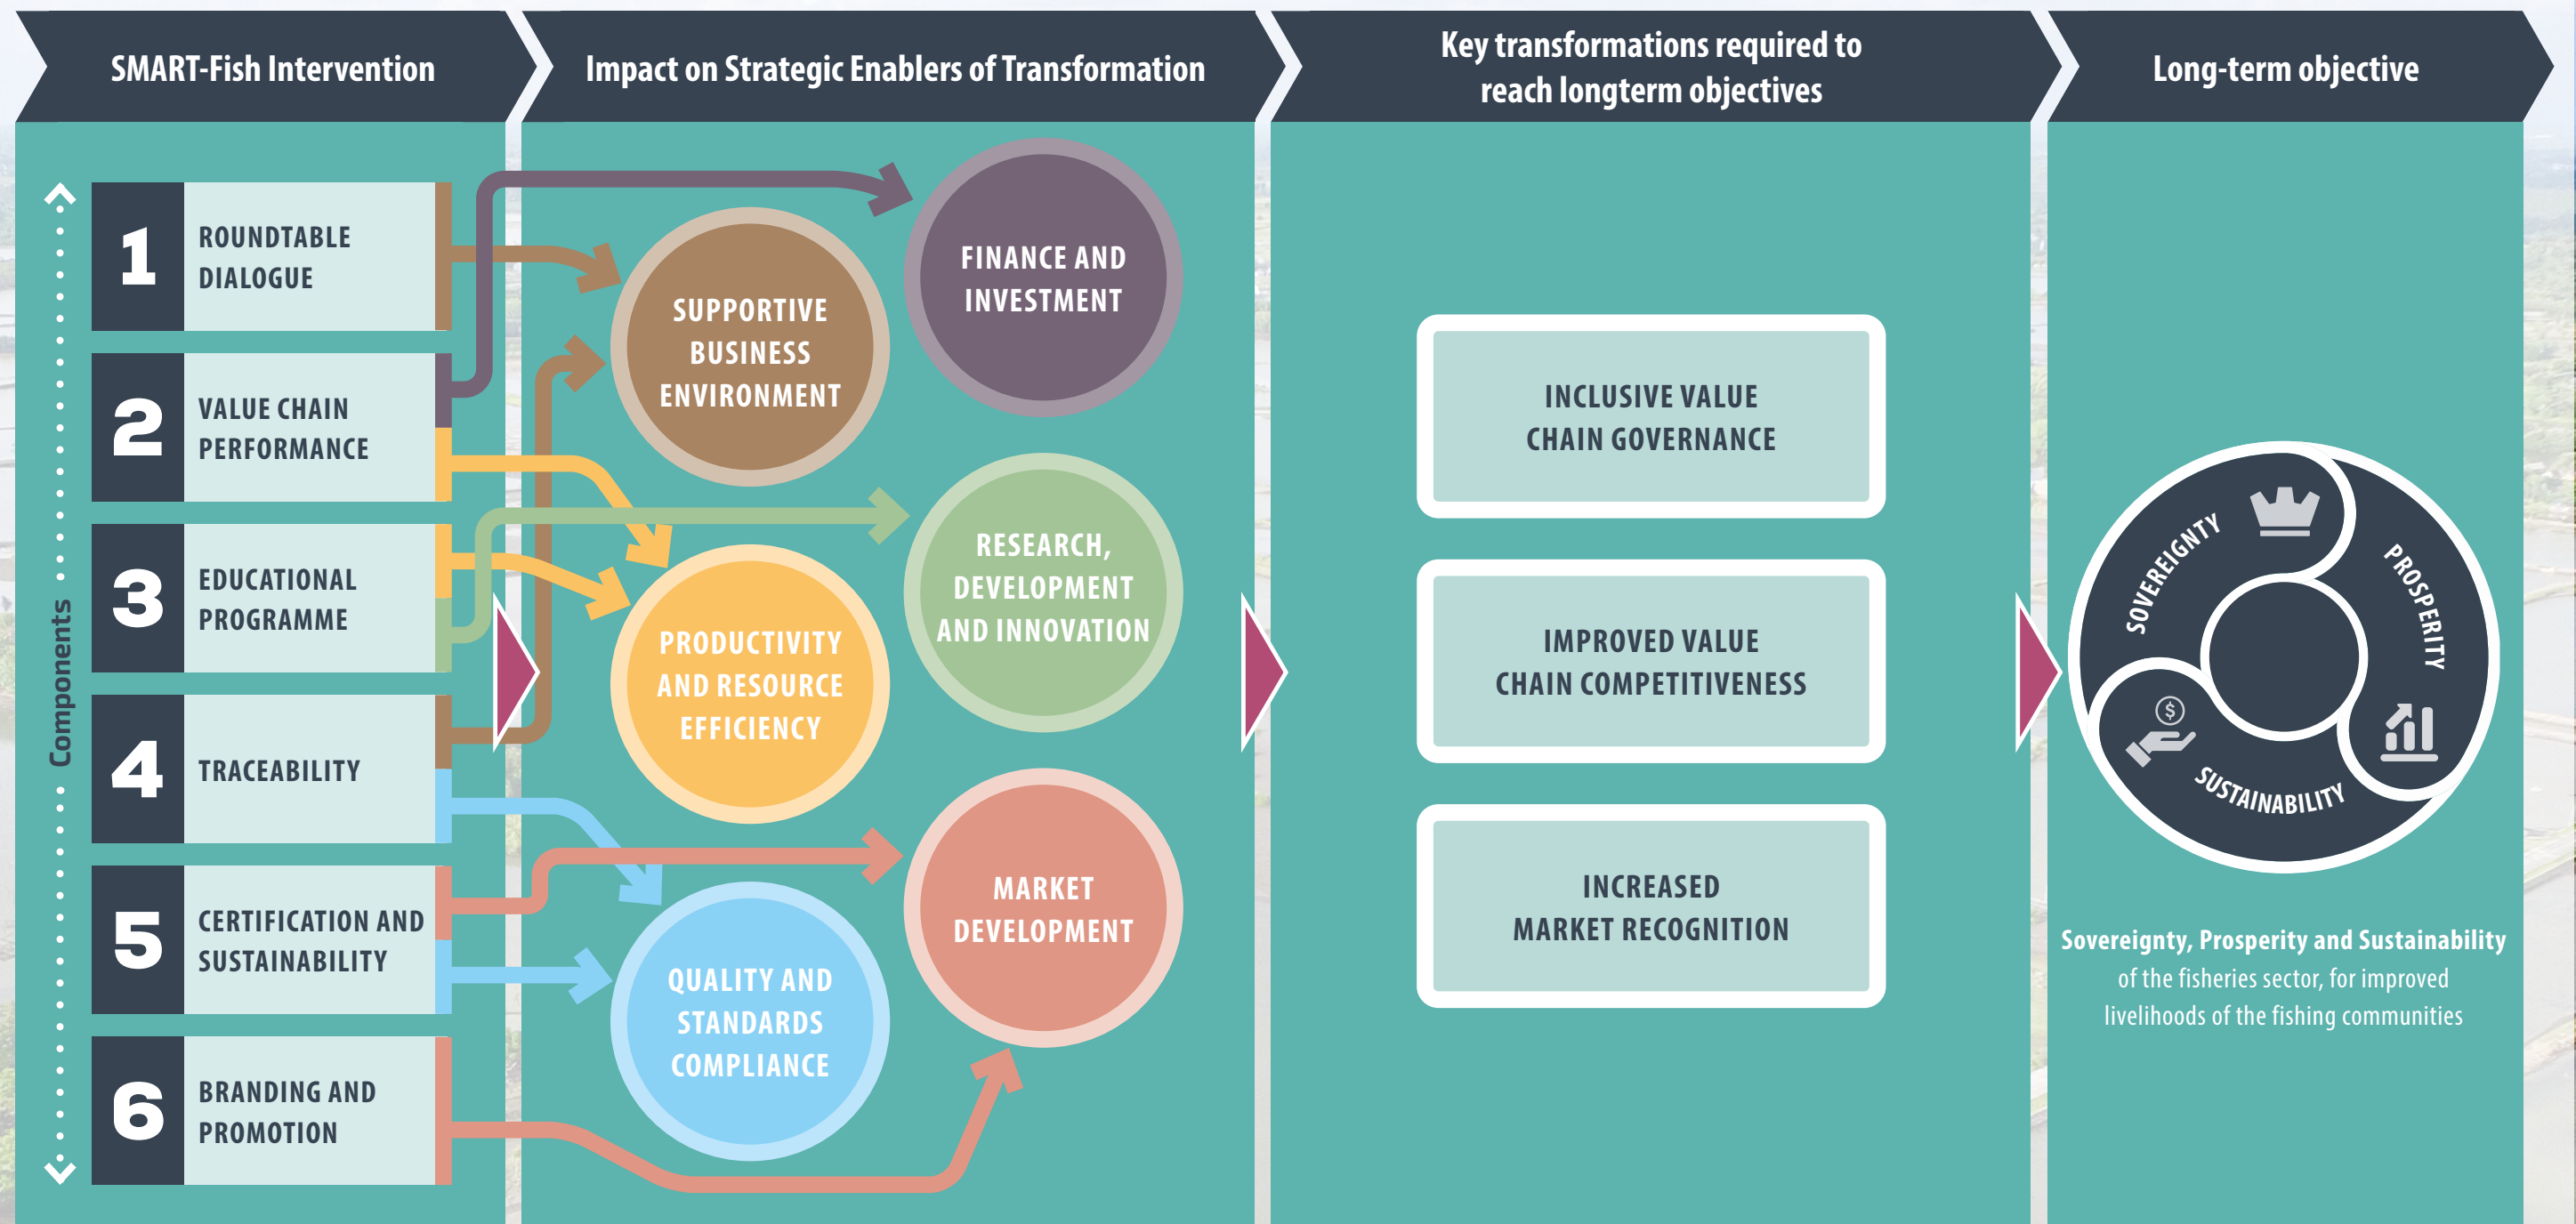 SMART-Fish Intervention
Impact on Strategic Enablers of Transformation
Key transformations required to
reach longterm objectives
Long-term objective
Components
1
ROUNDTABLE
DIALOGUE
2
VALUE CHAIN
PERFORMANCE
3
EDUCATIONAL
PROGRAMME
4
TRACEABILITY
5
CERTIFICATION AND
SUSTAINABILITY
6
BRANDING AND
PROMOTION
SUPPORTIVE
BUSINESS
ENVIRONMENT
FINANCE AND
INVESTMENT
PRODUCTIVITY
AND RESOURCE
EFFICIENCY
RESEARCH,
DEVELOPMENT
AND INNOVATION
QUALITY AND
STANDARDS
COMPLIANCE
MARKET
DEVELOPMENT
INCLUSIVE VALUE
CHAIN GOVERNANCE
IMPROVED VALUE
CHAIN COMPETITIVENESS
INCREASED
MARKET RECOGNITION
SOVEREIGNTY
PROSPERITY
$
SUSTAINABILITY
Sovereignty, Prosperity and Sustainability
of the fisheries sector, for improved
livelihoods of the fishing communities